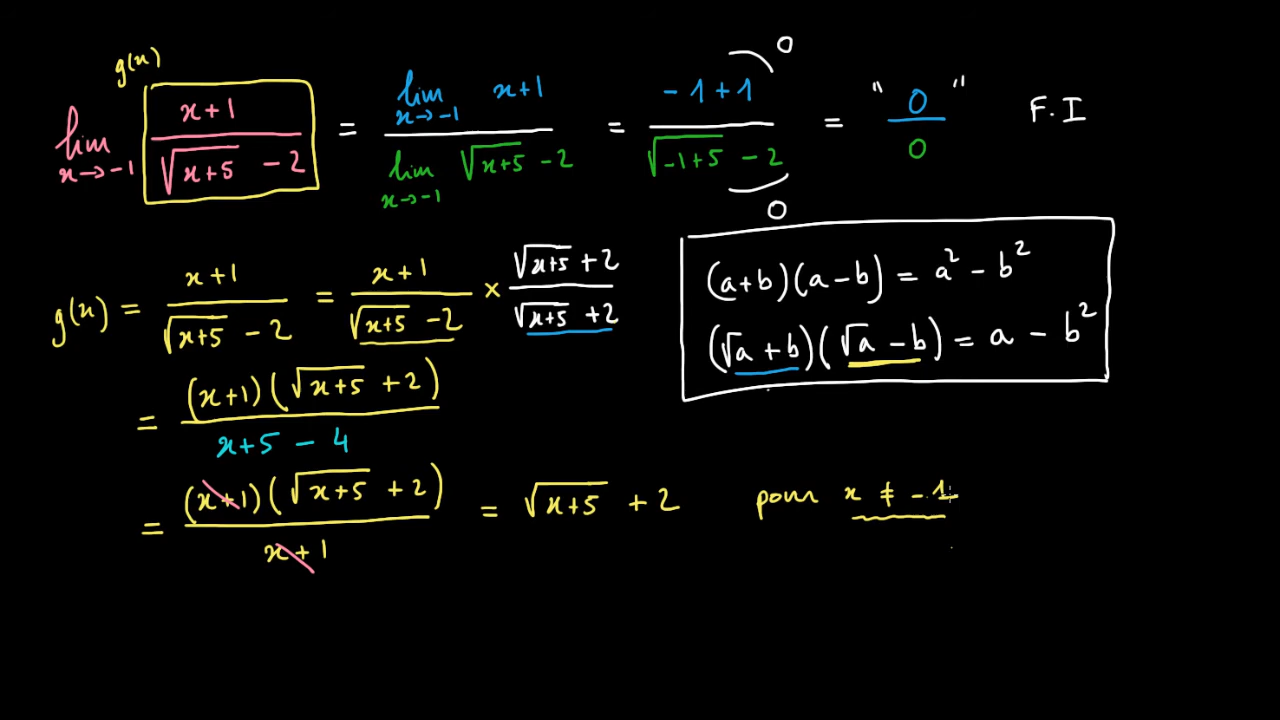 g(x)
lim x→-1 (x+1)/(√(x+5) - 2) = (lim x→-1 x+1)/(lim x→-1 √(x+5) - 2) = (-1+1)/(√(-1+5) - 2) = " 0/0 " F.I
0
0
g(x) = (x+1)/(√(x+5) - 2) = (x+1)/(√(x+5) - 2) × (√(x+5) + 2)/(√(x+5) + 2)
(a+b)(a-b) = a² - b²
(√a + b)(√a - b) = a - b²
= (x+1)(√(x+5) + 2)/(x+5 - 4)
= (x+1)(√(x+5) + 2)/(x+1) = √(x+5) + 2 pour x ≠ -1